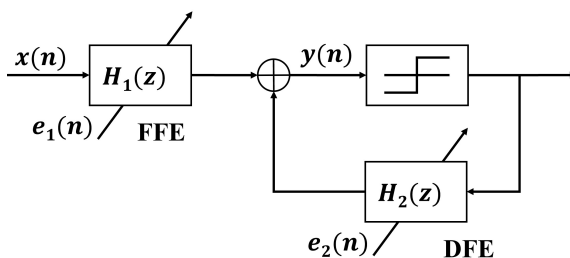 x(n)
H₁(z)
y(n)
e₁(n)
FFE
H₂(z)
e₂(n)
DFE